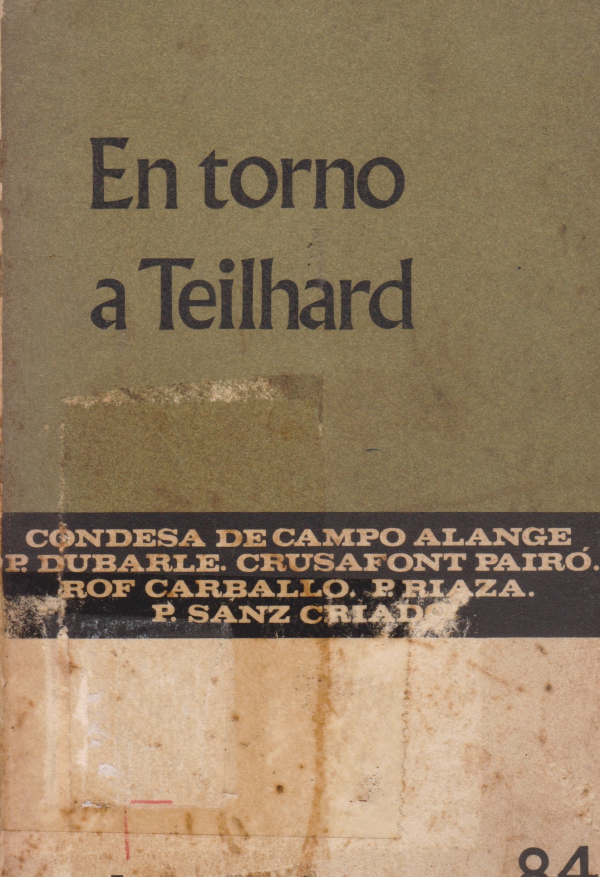 En torno
a Teilhard
CONDESA DE CAMPO ALANGE
P. DUBARLE. CRUSAFONT PAIRÓ.
ROF CARBALLO. P. RIAZA.
P. SANZ CRIADO
84